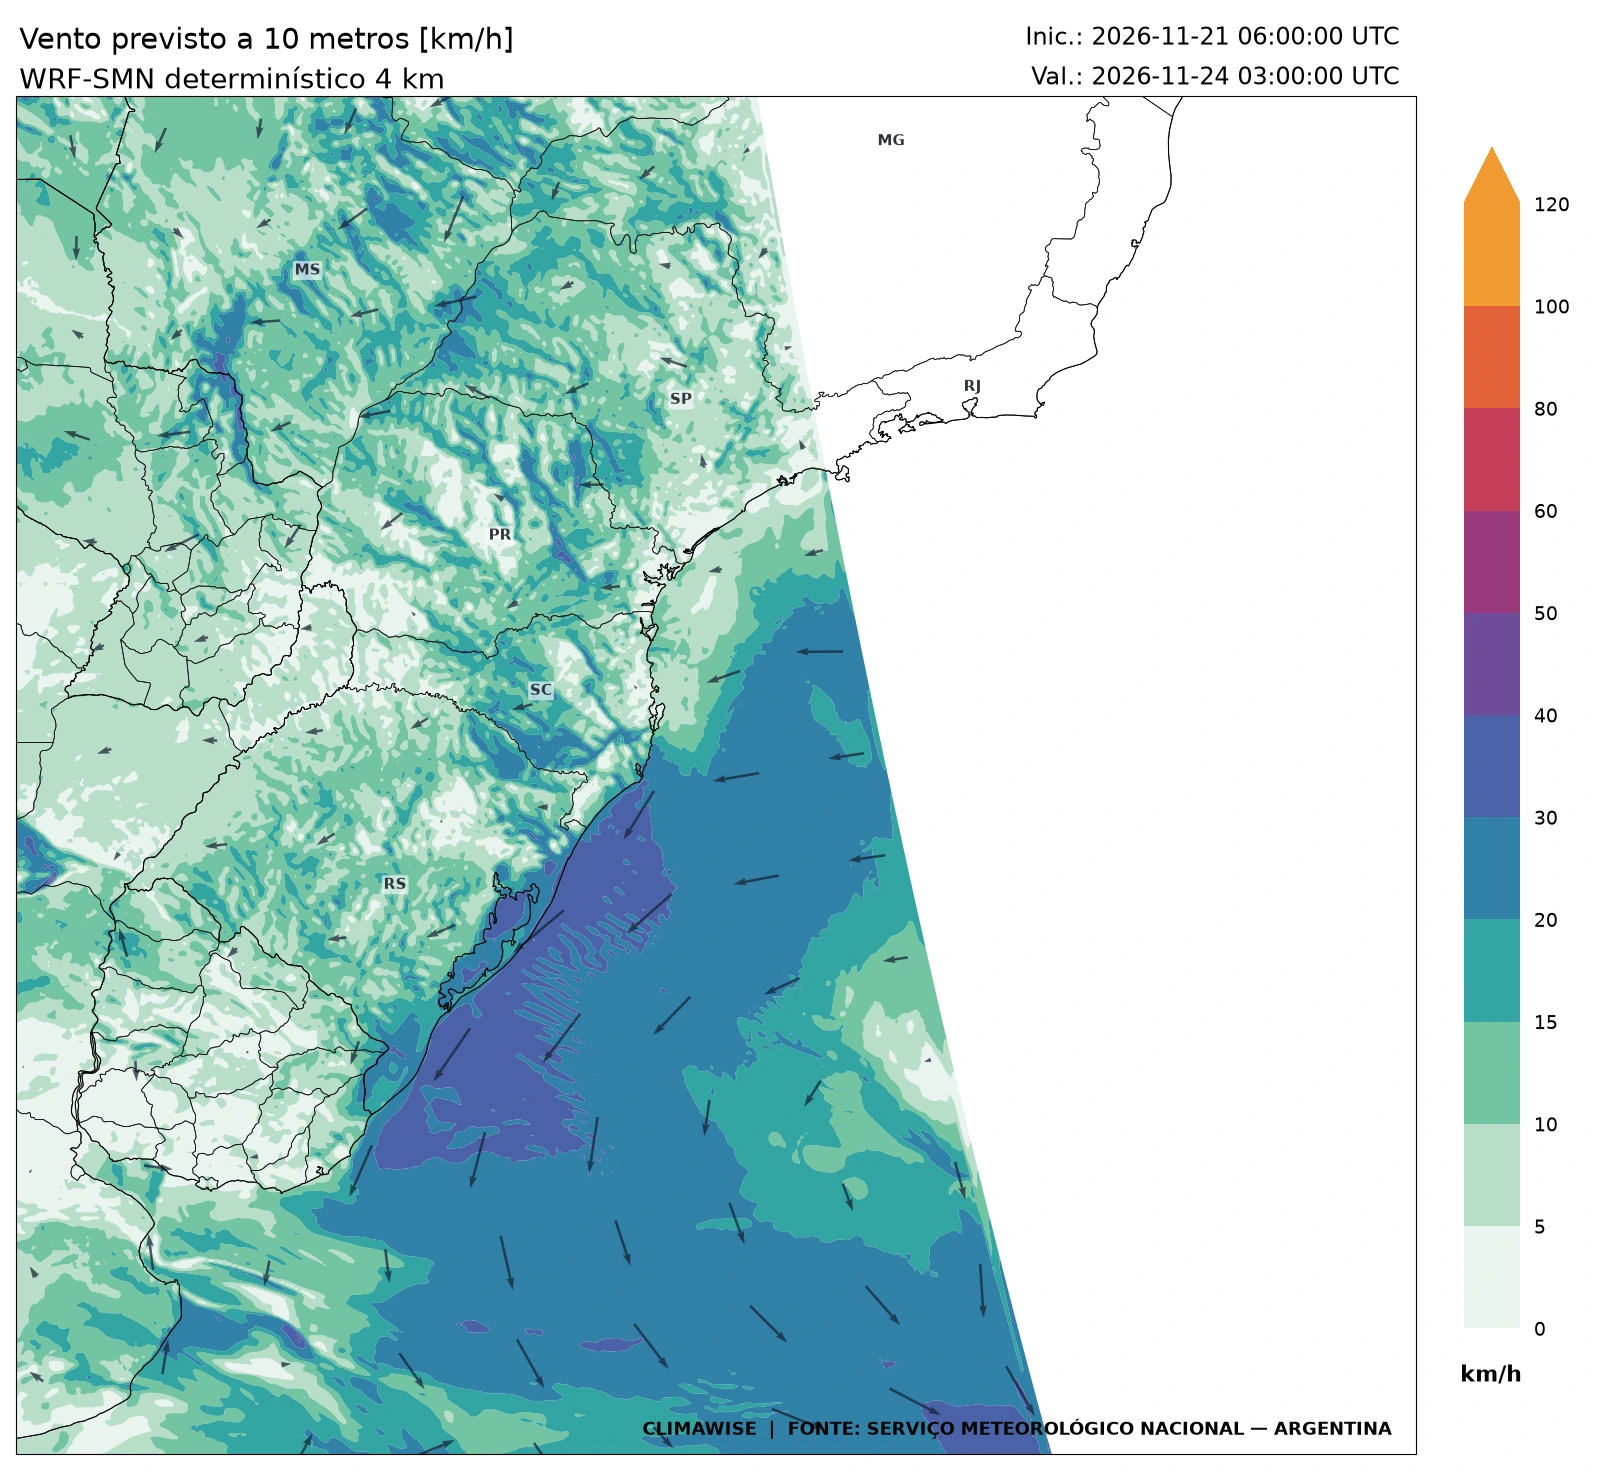 Vento previsto a 10 metros [km/h]
WRF-SMN determinístico 4 km
Inic.: 2026-11-21 06:00:00 UTC
Val.: 2026-11-24 03:00:00 UTC
MG
MS
RJ
SP
PR
SC
RS
120
100
80
60
50
40
30
20
15
10
5
0
km/h
CLIMAWISE | FONTE: SERVIÇO METEOROLÓGICO NACIONAL — ARGENTINA